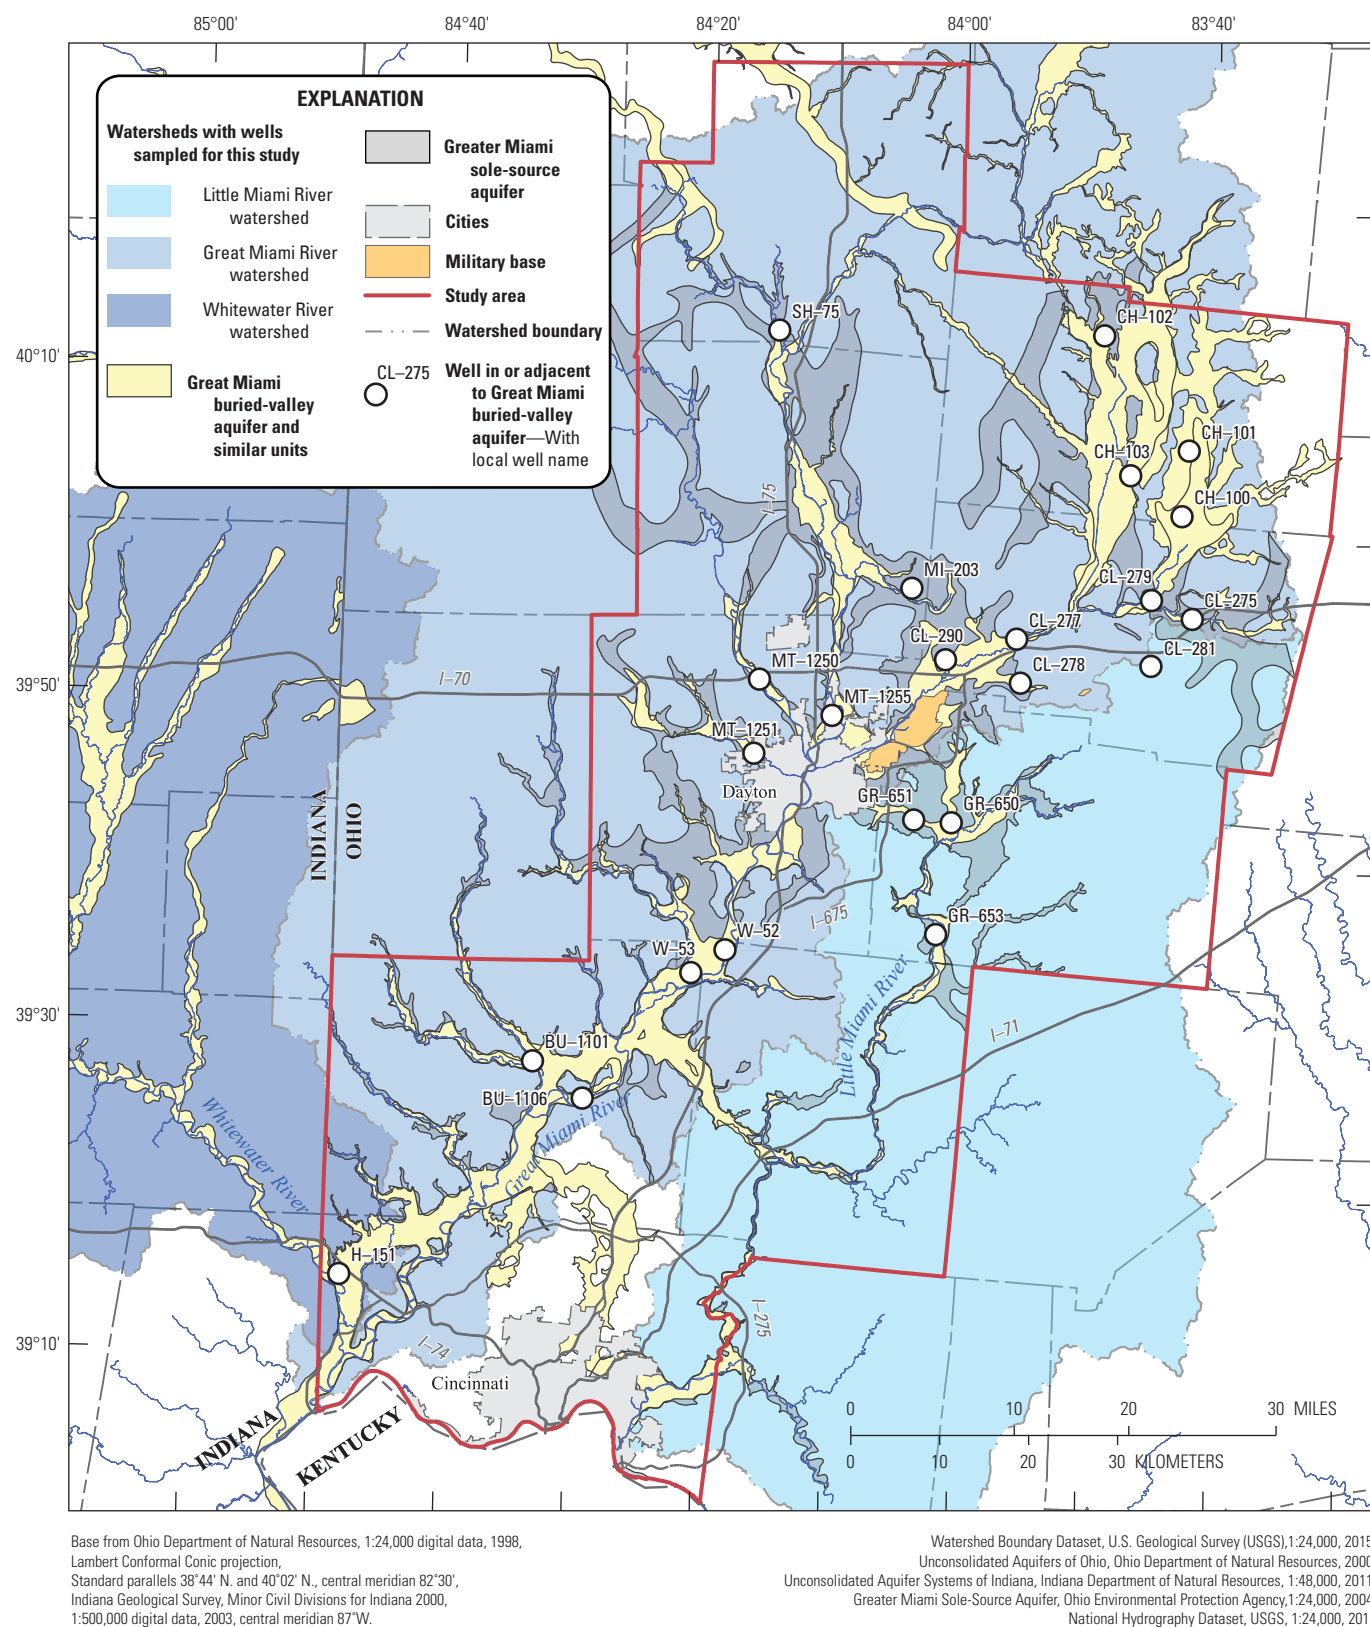 85°00'
84°40'
84°20'
84°00'
83°40'
EXPLANATION
Watersheds with wells
sampled for this study
Little Miami River
watershed
Great Miami River
watershed
Whitewater River
watershed
Great Miami
buried-valley
aquifer and
similar units
Greater Miami
sole-source
aquifer
Cities
Military base
Study area
Watershed boundary
CL–275
Well in or adjacent
to Great Miami
buried-valley
aquifer—With
local well name
40°10'
39°50'
39°30'
39°10'
SH–75
CH–102
CH–101
CH–103
CH–100
I–75
MI–203
CL–279
CL–275
CL–290
CL–277
CL–281
CL–278
MT–1250
I–70
MT–1255
MT–1251
Dayton
GR–651
GR–650
INDIANA
OHIO
GR–653
I–675
W–52
W–53
Little Miami River
I–71
BU–1101
BU–1106
Great Miami River
Whitewater River
H–151
I–275
I–74
Cincinnati
INDIANA
KENTUCKY
0 10 20 30 MILES
0 10 20 30 KILOMETERS
Base from Ohio Department of Natural Resources, 1:24,000 digital data, 1998,
Lambert Conformal Conic projection,
Standard parallels 38°44' N. and 40°02' N., central meridian 82°30',
Indiana Geological Survey, Minor Civil Divisions for Indiana 2000,
1:500,000 digital data, 2003, central meridian 87°W.
Watershed Boundary Dataset, U.S. Geological Survey (USGS),1:24,000, 2015
Unconsolidated Aquifers of Ohio, Ohio Department of Natural Resources, 2000
Unconsolidated Aquifer Systems of Indiana, Indiana Department of Natural Resources, 1:48,000, 2011
Greater Miami Sole-Source Aquifer, Ohio Environmental Protection Agency,1:24,000, 2004
National Hydrography Dataset, USGS, 1:24,000, 201